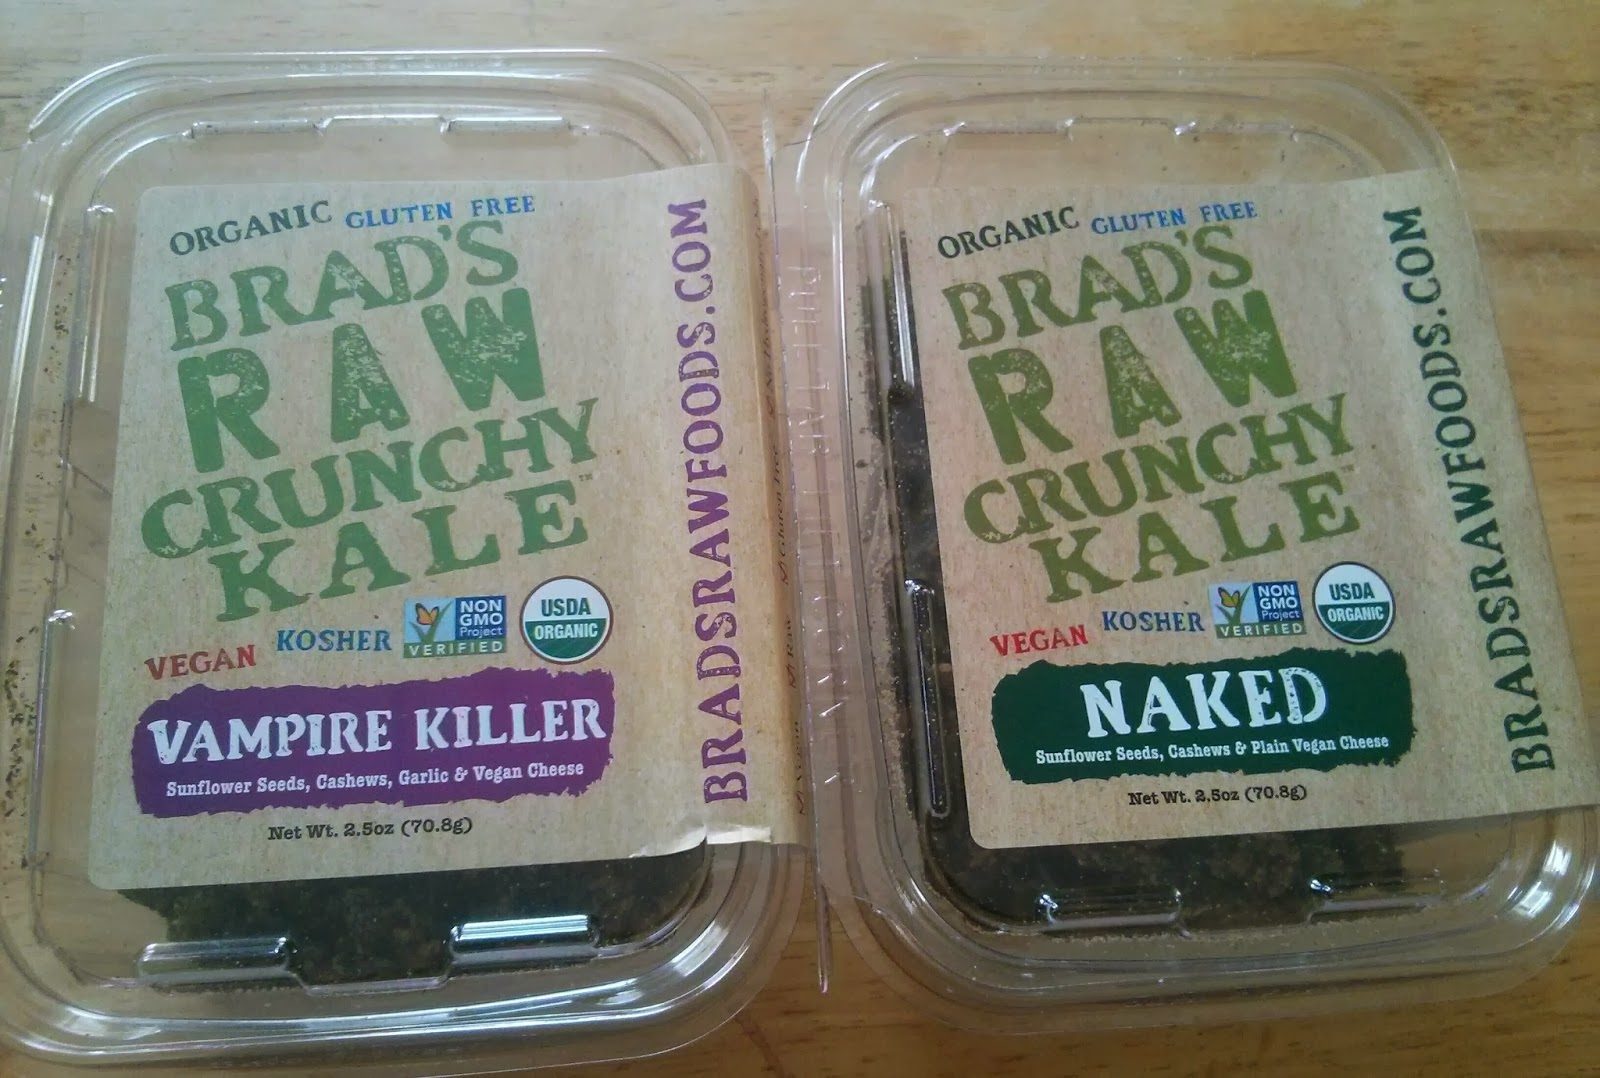 ORGANIC GLUTEN FREE
BRAD'S
RAW
CRUNCHY
KALE™
VEGAN KOSHER
NON
GMO
Project
VERIFIED
USDA
ORGANIC
VAMPIRE KILLER
Sunflower Seeds, Cashews, Garlic & Vegan Cheese
Net Wt. 2.5oz (70.8g)
BRADSRAWFOODS.COM
ORGANIC GLUTEN FREE
BRAD'S
RAW
CRUNCHY
KALE™
VEGAN KOSHER
NON
GMO
Project
VERIFIED
USDA
ORGANIC
NAKED
Sunflower Seeds, Cashews & Plain Vegan Cheese
Net Wt. 2.5oz (70.8g)
BRADSRAWFOODS.COM